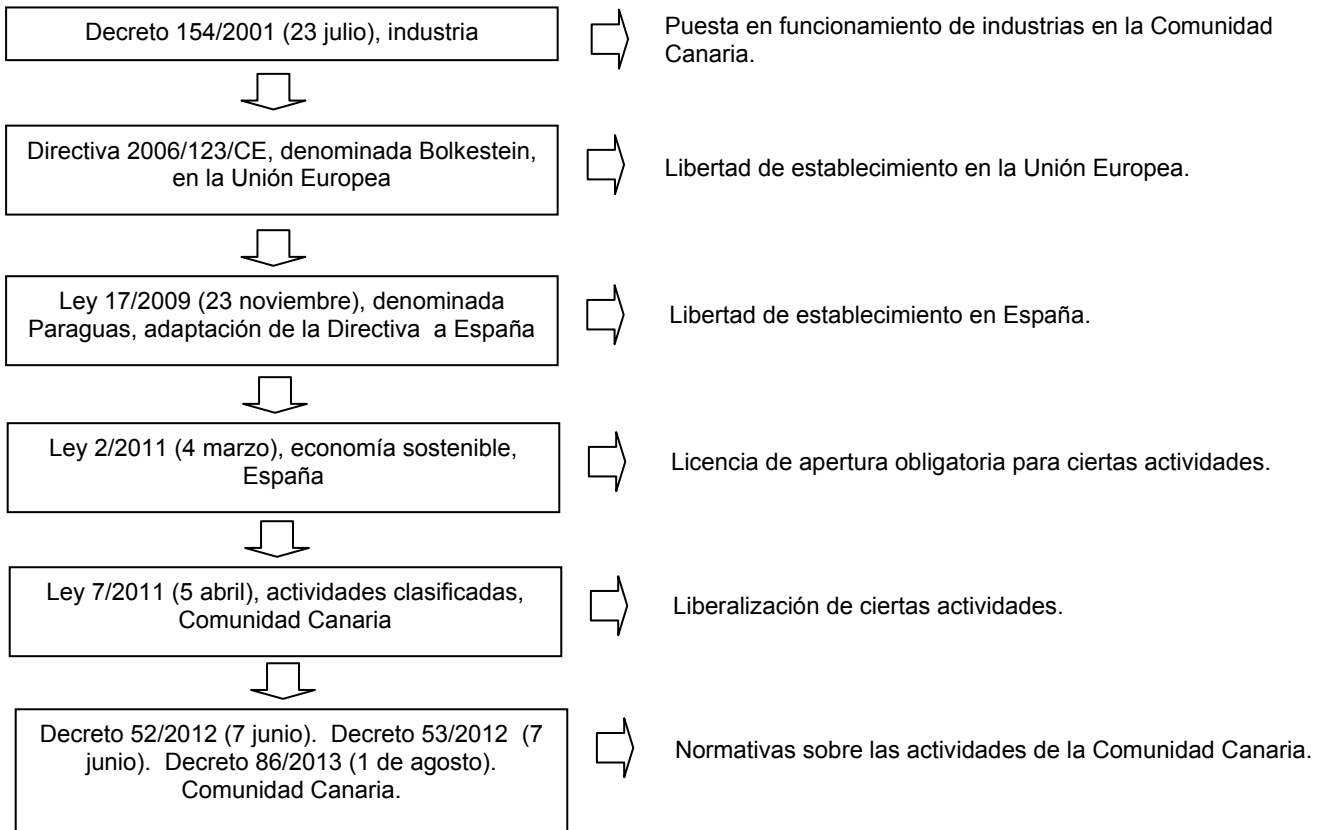 Decreto 154/2001 (23 julio), industria
Puesta en funcionamiento de industrias en la Comunidad
Canaria.
Directiva 2006/123/CE, denominada Bolkestein,
en la Unión Europea
Libertad de establecimiento en la Unión Europea.
Ley 17/2009 (23 noviembre), denominada
Paraguas, adaptación de la Directiva  a España
Libertad de establecimiento en España.
Ley 2/2011 (4 marzo), economía sostenible,
España
Licencia de apertura obligatoria para ciertas actividades.
Ley 7/2011 (5 abril), actividades clasificadas,
Comunidad Canaria
Liberalización de ciertas actividades.
Decreto 52/2012 (7 junio).  Decreto 53/2012  (7
junio).  Decreto 86/2013 (1 de agosto).
Comunidad Canaria.
Normativas sobre las actividades de la Comunidad Canaria.